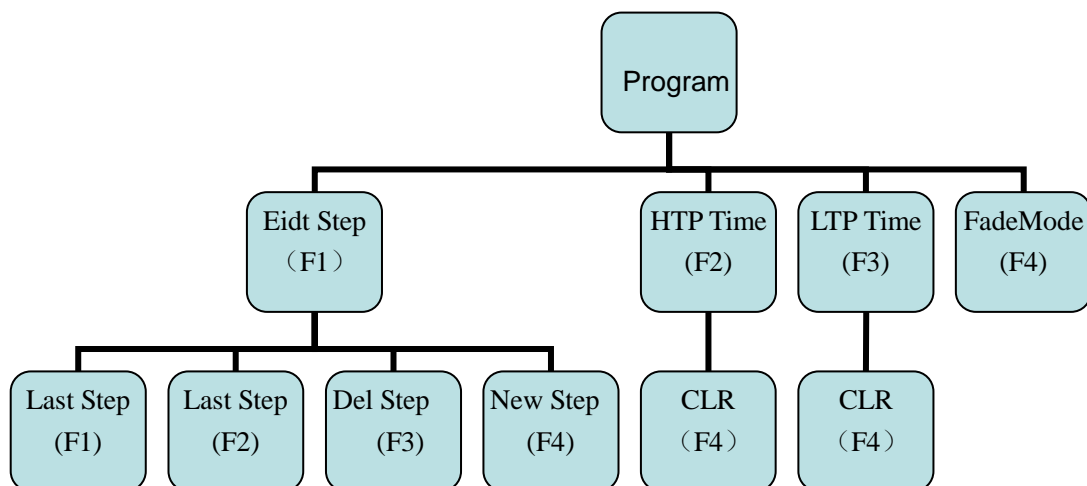 Program
Eidt Step
（F1）
HTP Time
(F2)
LTP Time
(F3)
FadeMode
(F4)
Last Step
(F1)
Last Step
(F2)
Del Step
(F3)
New Step
(F4)
CLR
（F4）
CLR
（F4）